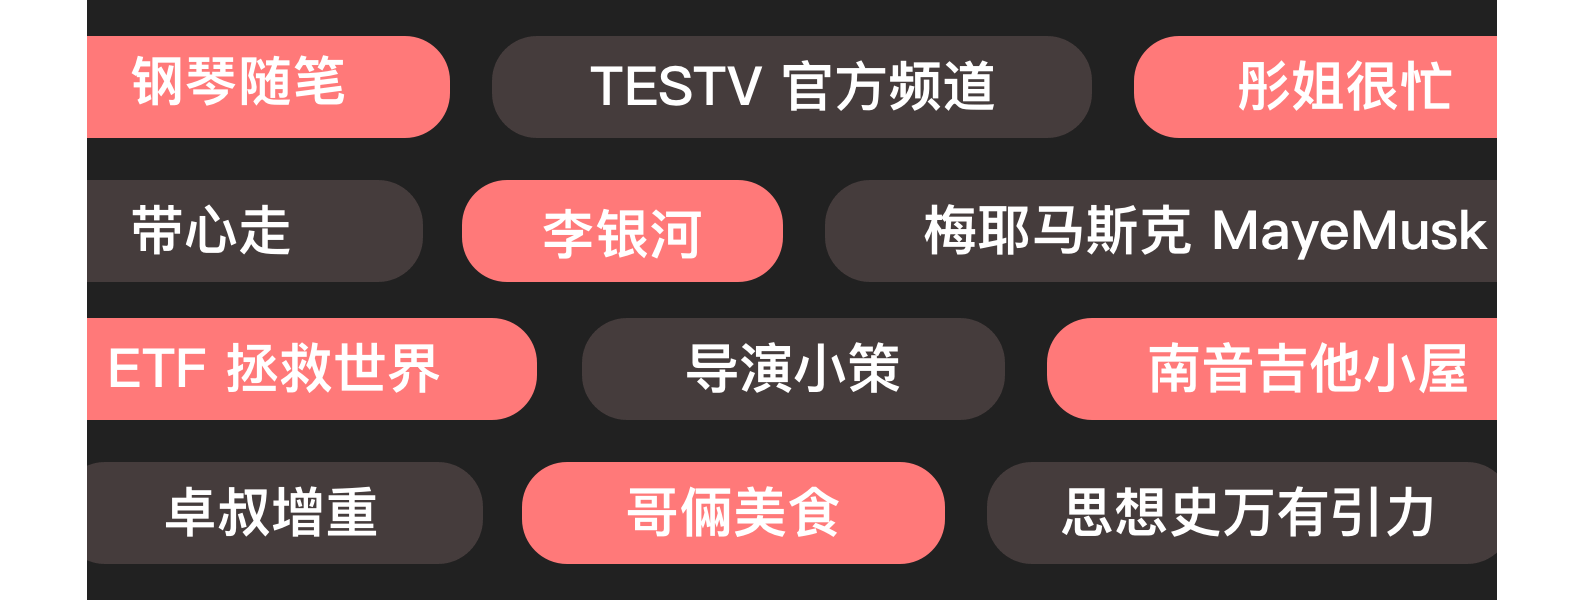 钢琴随笔 TESTV 官方频道 彤姐很忙
带心走 李银河 梅耶马斯克 MayeMusk
ETF 拯救世界 导演小策 南音吉他小屋
卓叔增重 哥俩美食 思想史万有引力